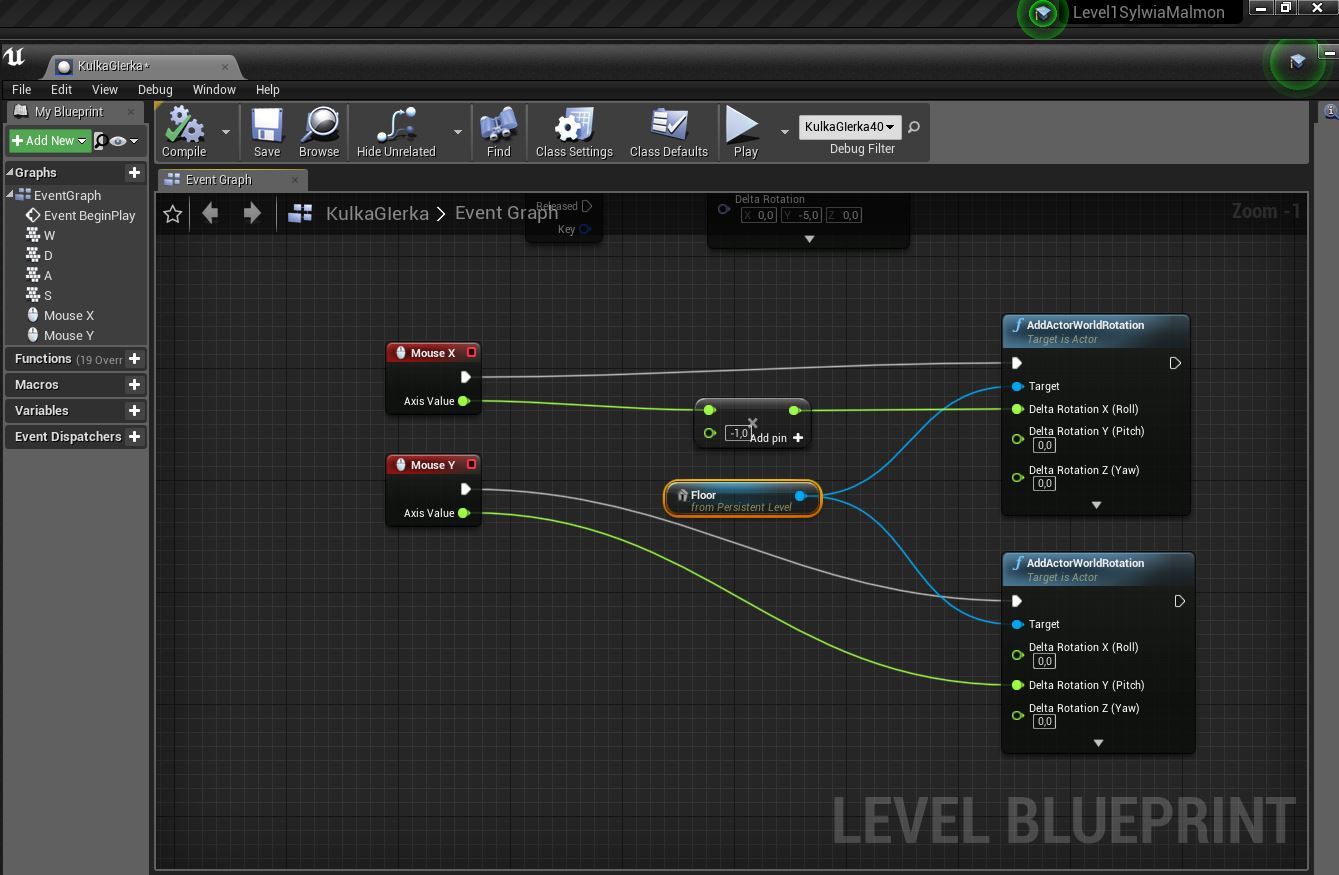 Level1SylwiaMalmon
KulkaGIerka*
File Edit View Debug Window Help
My Blueprint
Add New
Graphs
EventGraph
Event BeginPlay
W
D
A
S
Mouse X
Mouse Y
Functions (19 Overr
Macros
Variables
Event Dispatchers
Compile
Save
Browse
Hide Unrelated
Find
Class Settings
Class Defaults
Play
KulkaGIerka40
Debug Filter
Event Graph
KulkaGIerka > Event Graph
Zoom -1
Released
Key
Delta Rotation
X 0,0 Y -5,0 Z 0,0
Mouse X
Axis Value
Mouse Y
Axis Value
-1,0
Add pin +
Floor
from Persistent Level
AddActorWorldRotation
Target is Actor
Target
Delta Rotation X (Roll)
Delta Rotation Y (Pitch)
0,0
Delta Rotation Z (Yaw)
0,0
AddActorWorldRotation
Target is Actor
Target
Delta Rotation X (Roll)
0,0
Delta Rotation Y (Pitch)
Delta Rotation Z (Yaw)
0,0
LEVEL BLUEPRINT